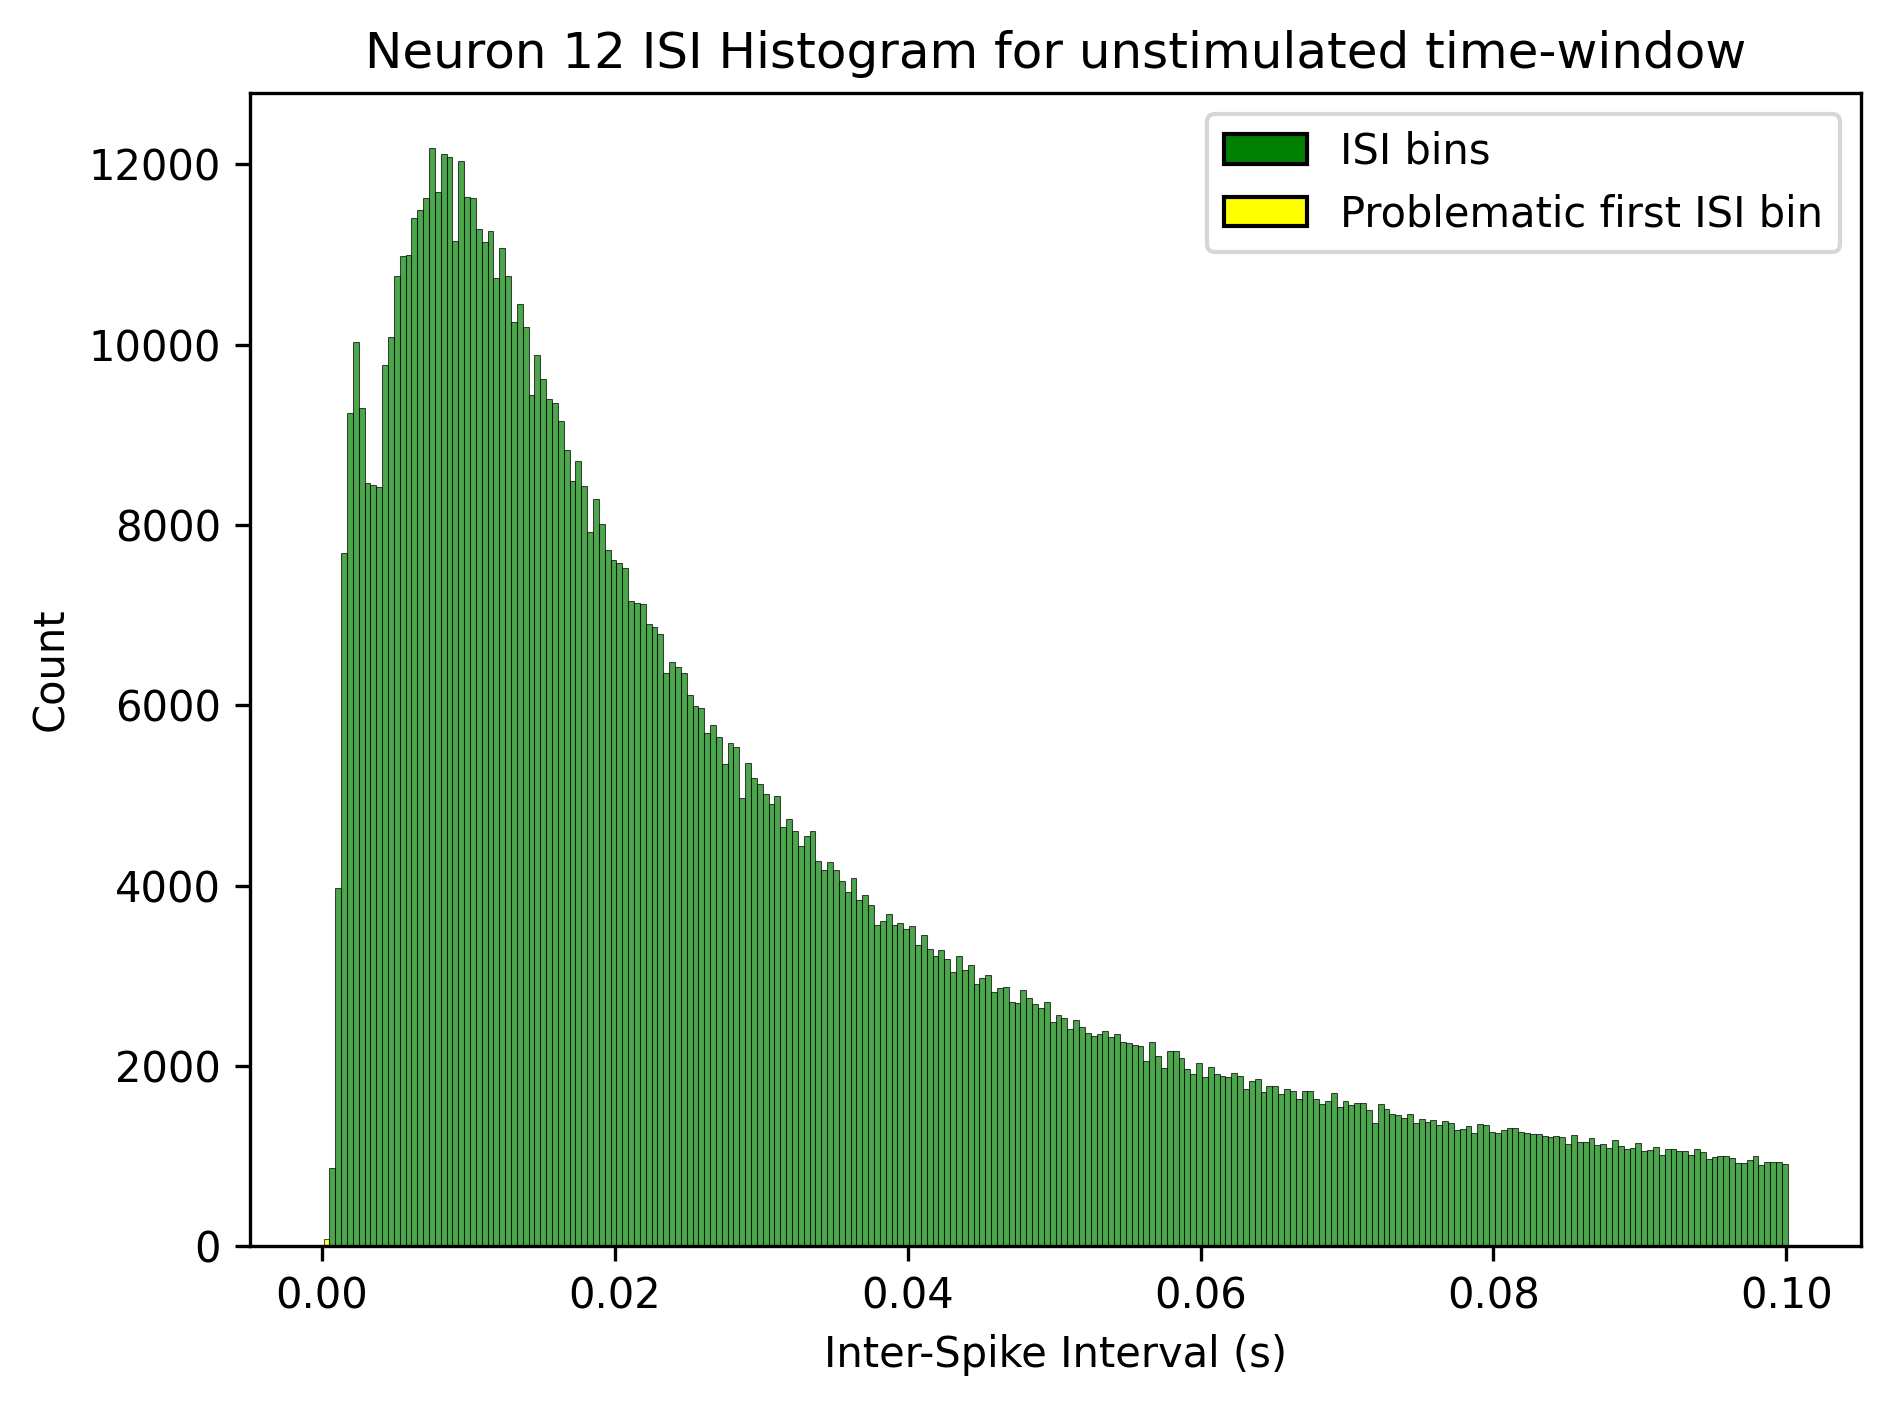 Neuron 12 ISI Histogram for unstimulated time-window
ISI bins
Problematic first ISI bin
12000
10000
8000
6000
4000
2000
0
Count
0.00 0.02 0.04 0.06 0.08 0.10
Inter-Spike Interval (s)